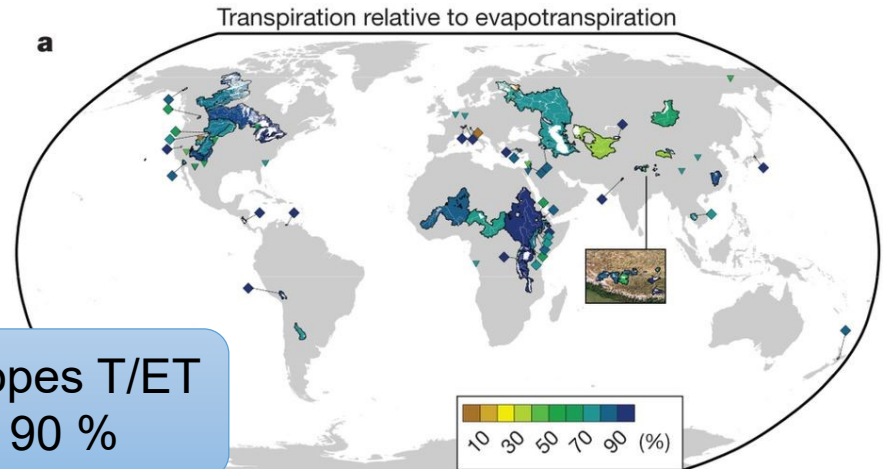 Transpiration relative to evapotranspiration
a
opes T/ET
90 %
10 30 50 70 90 (%)